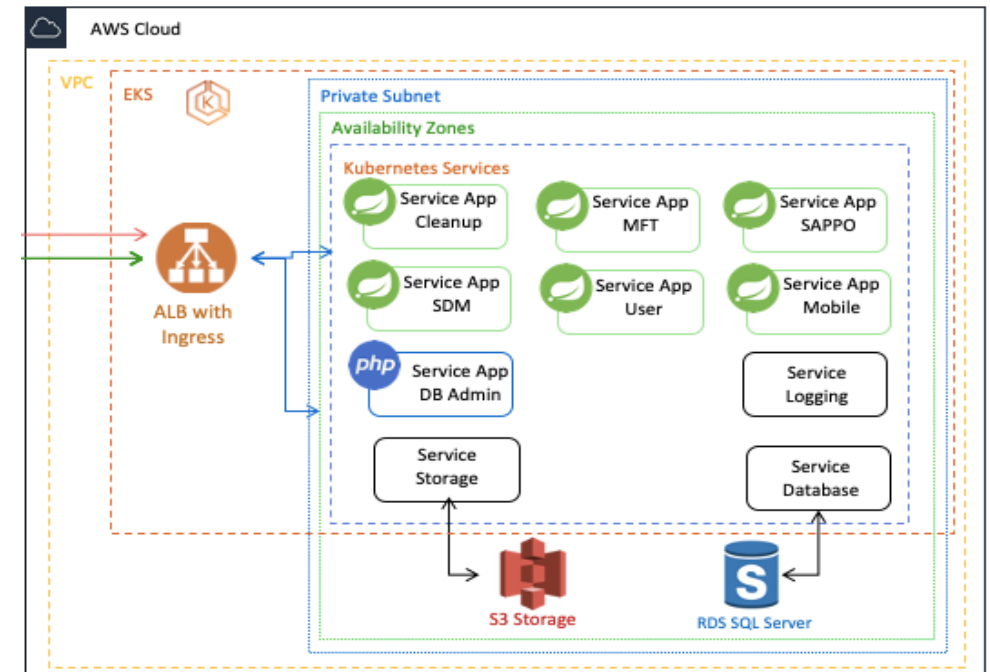 AWS Cloud
VPC
EKS
K
Private Subnet
Availability Zones
Kubernetes Services
Service App
Cleanup
Service App
MFT
Service App
SAPPO
Service App
SDM
Service App
User
Service App
Mobile
php
Service App
DB Admin
Service
Logging
Service
Storage
Service
Database
ALB with
Ingress
S3 Storage
S
RDS SQL Server